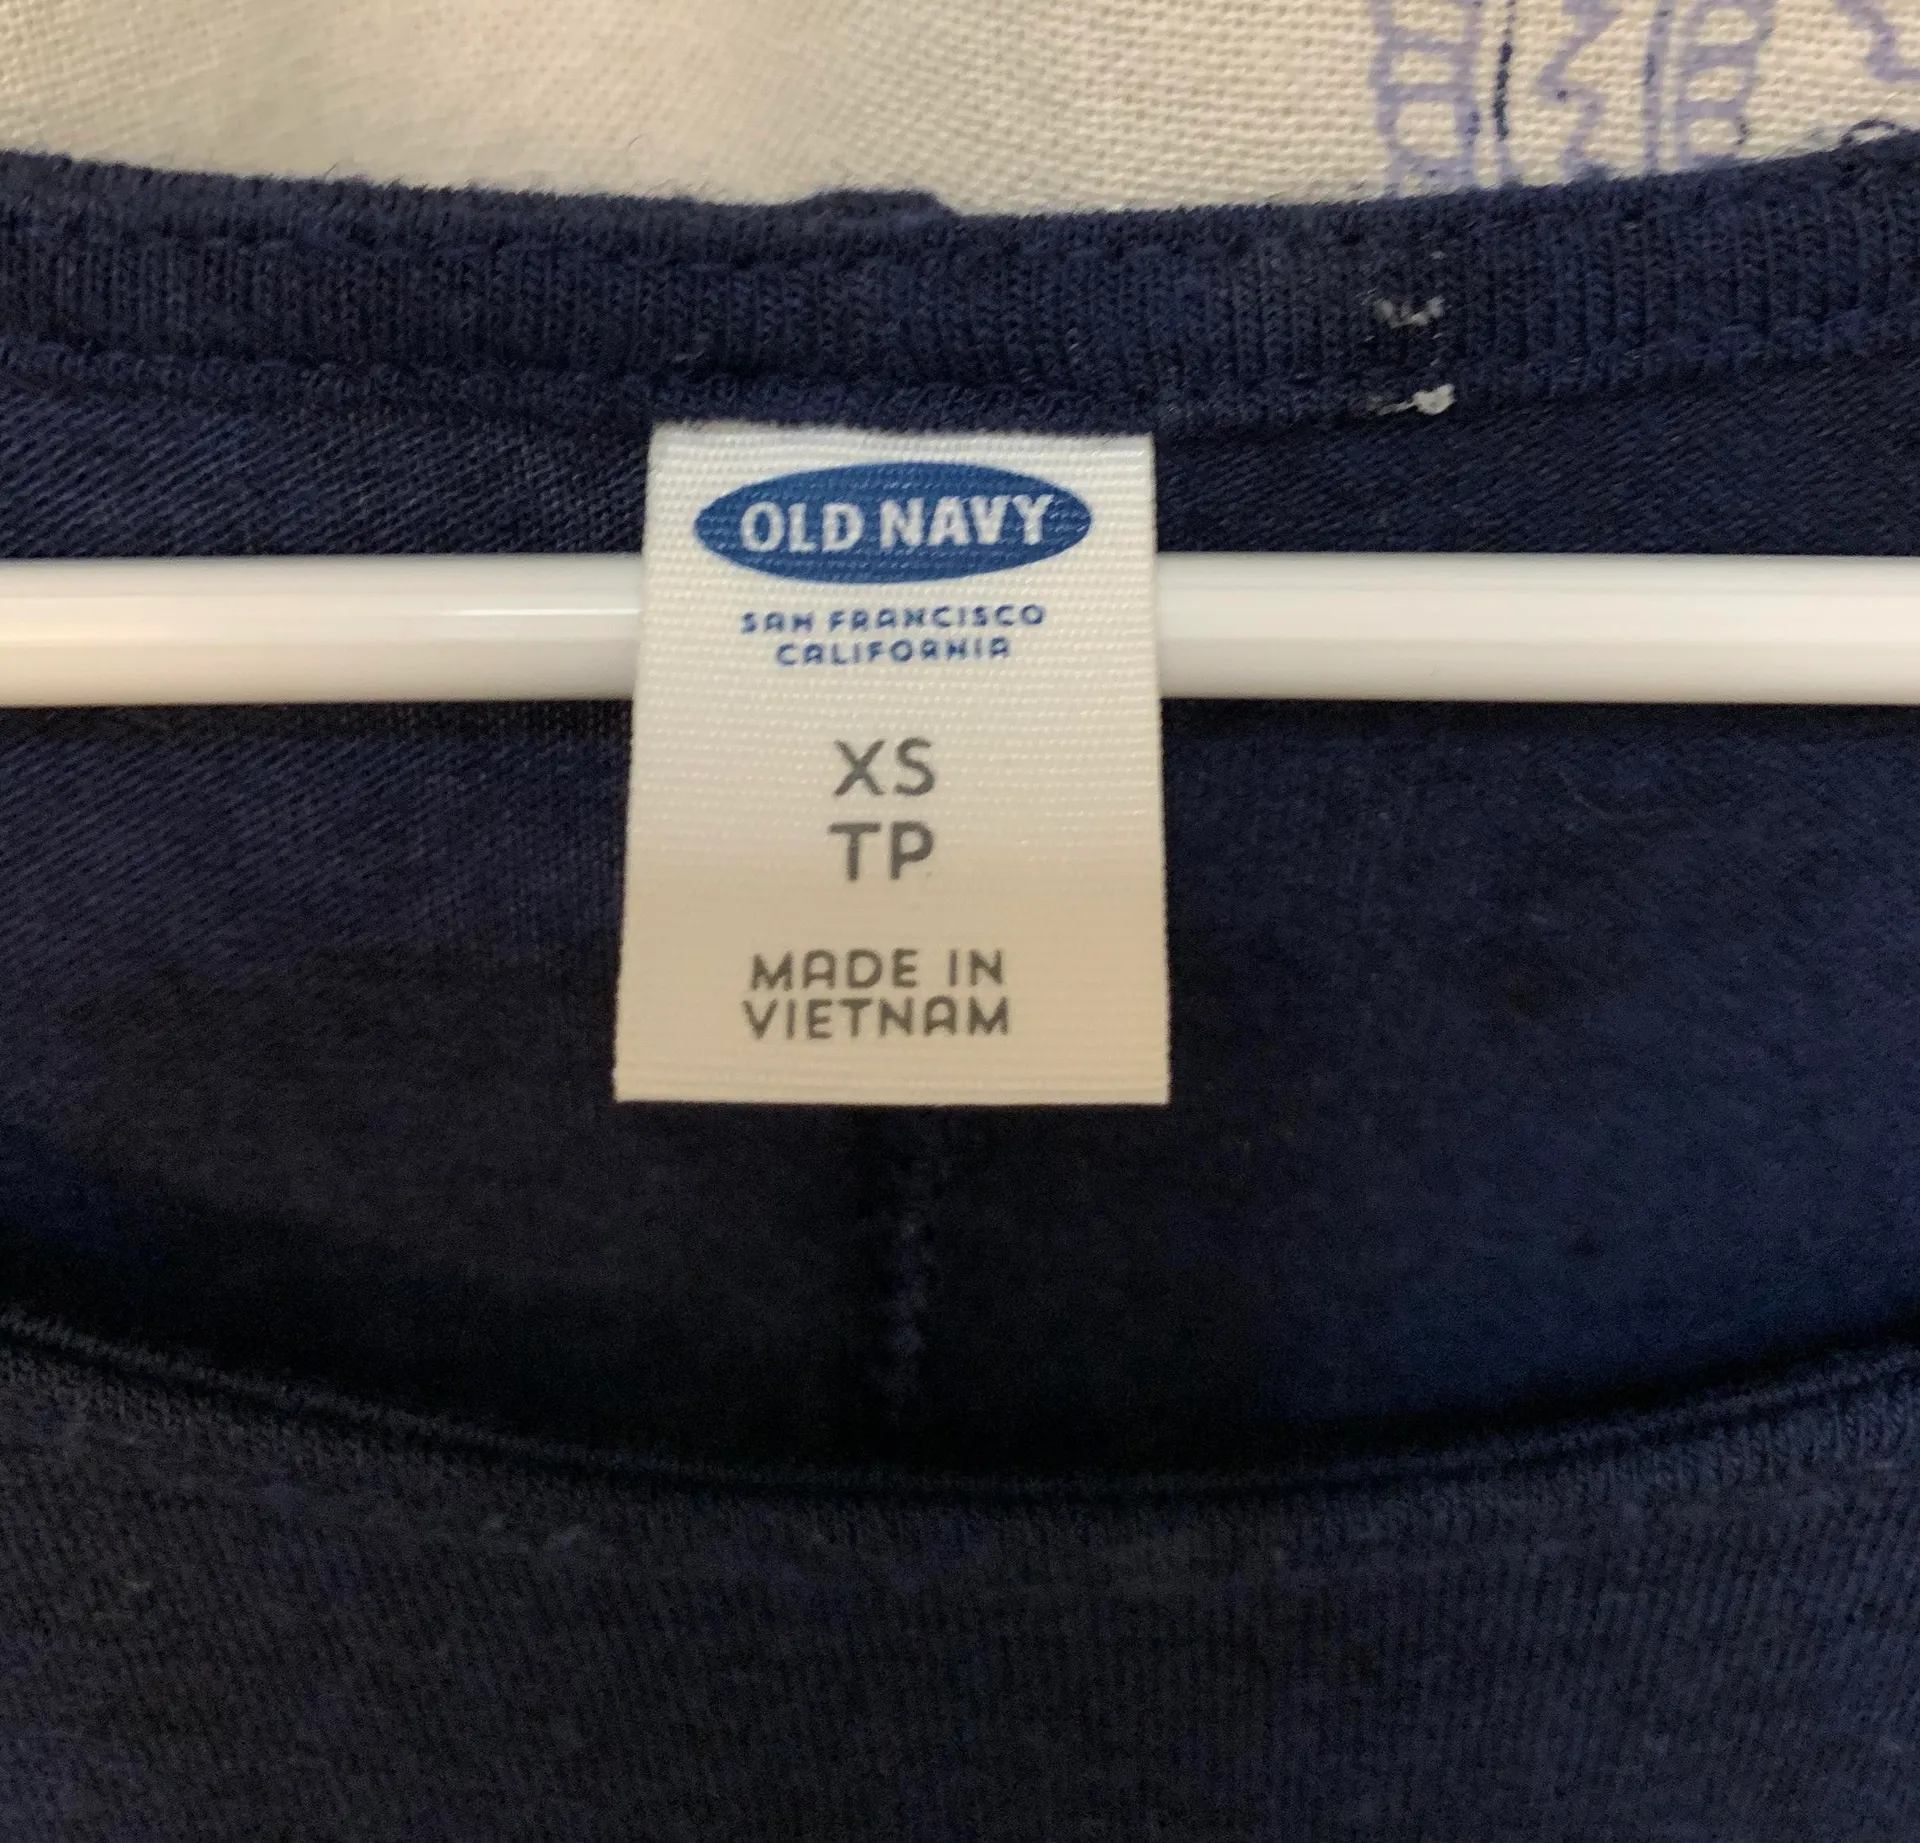 OLD NAVY
SAN FRANCISCO
CALIFORNIA
XS
TP
MADE IN
VIETNAM